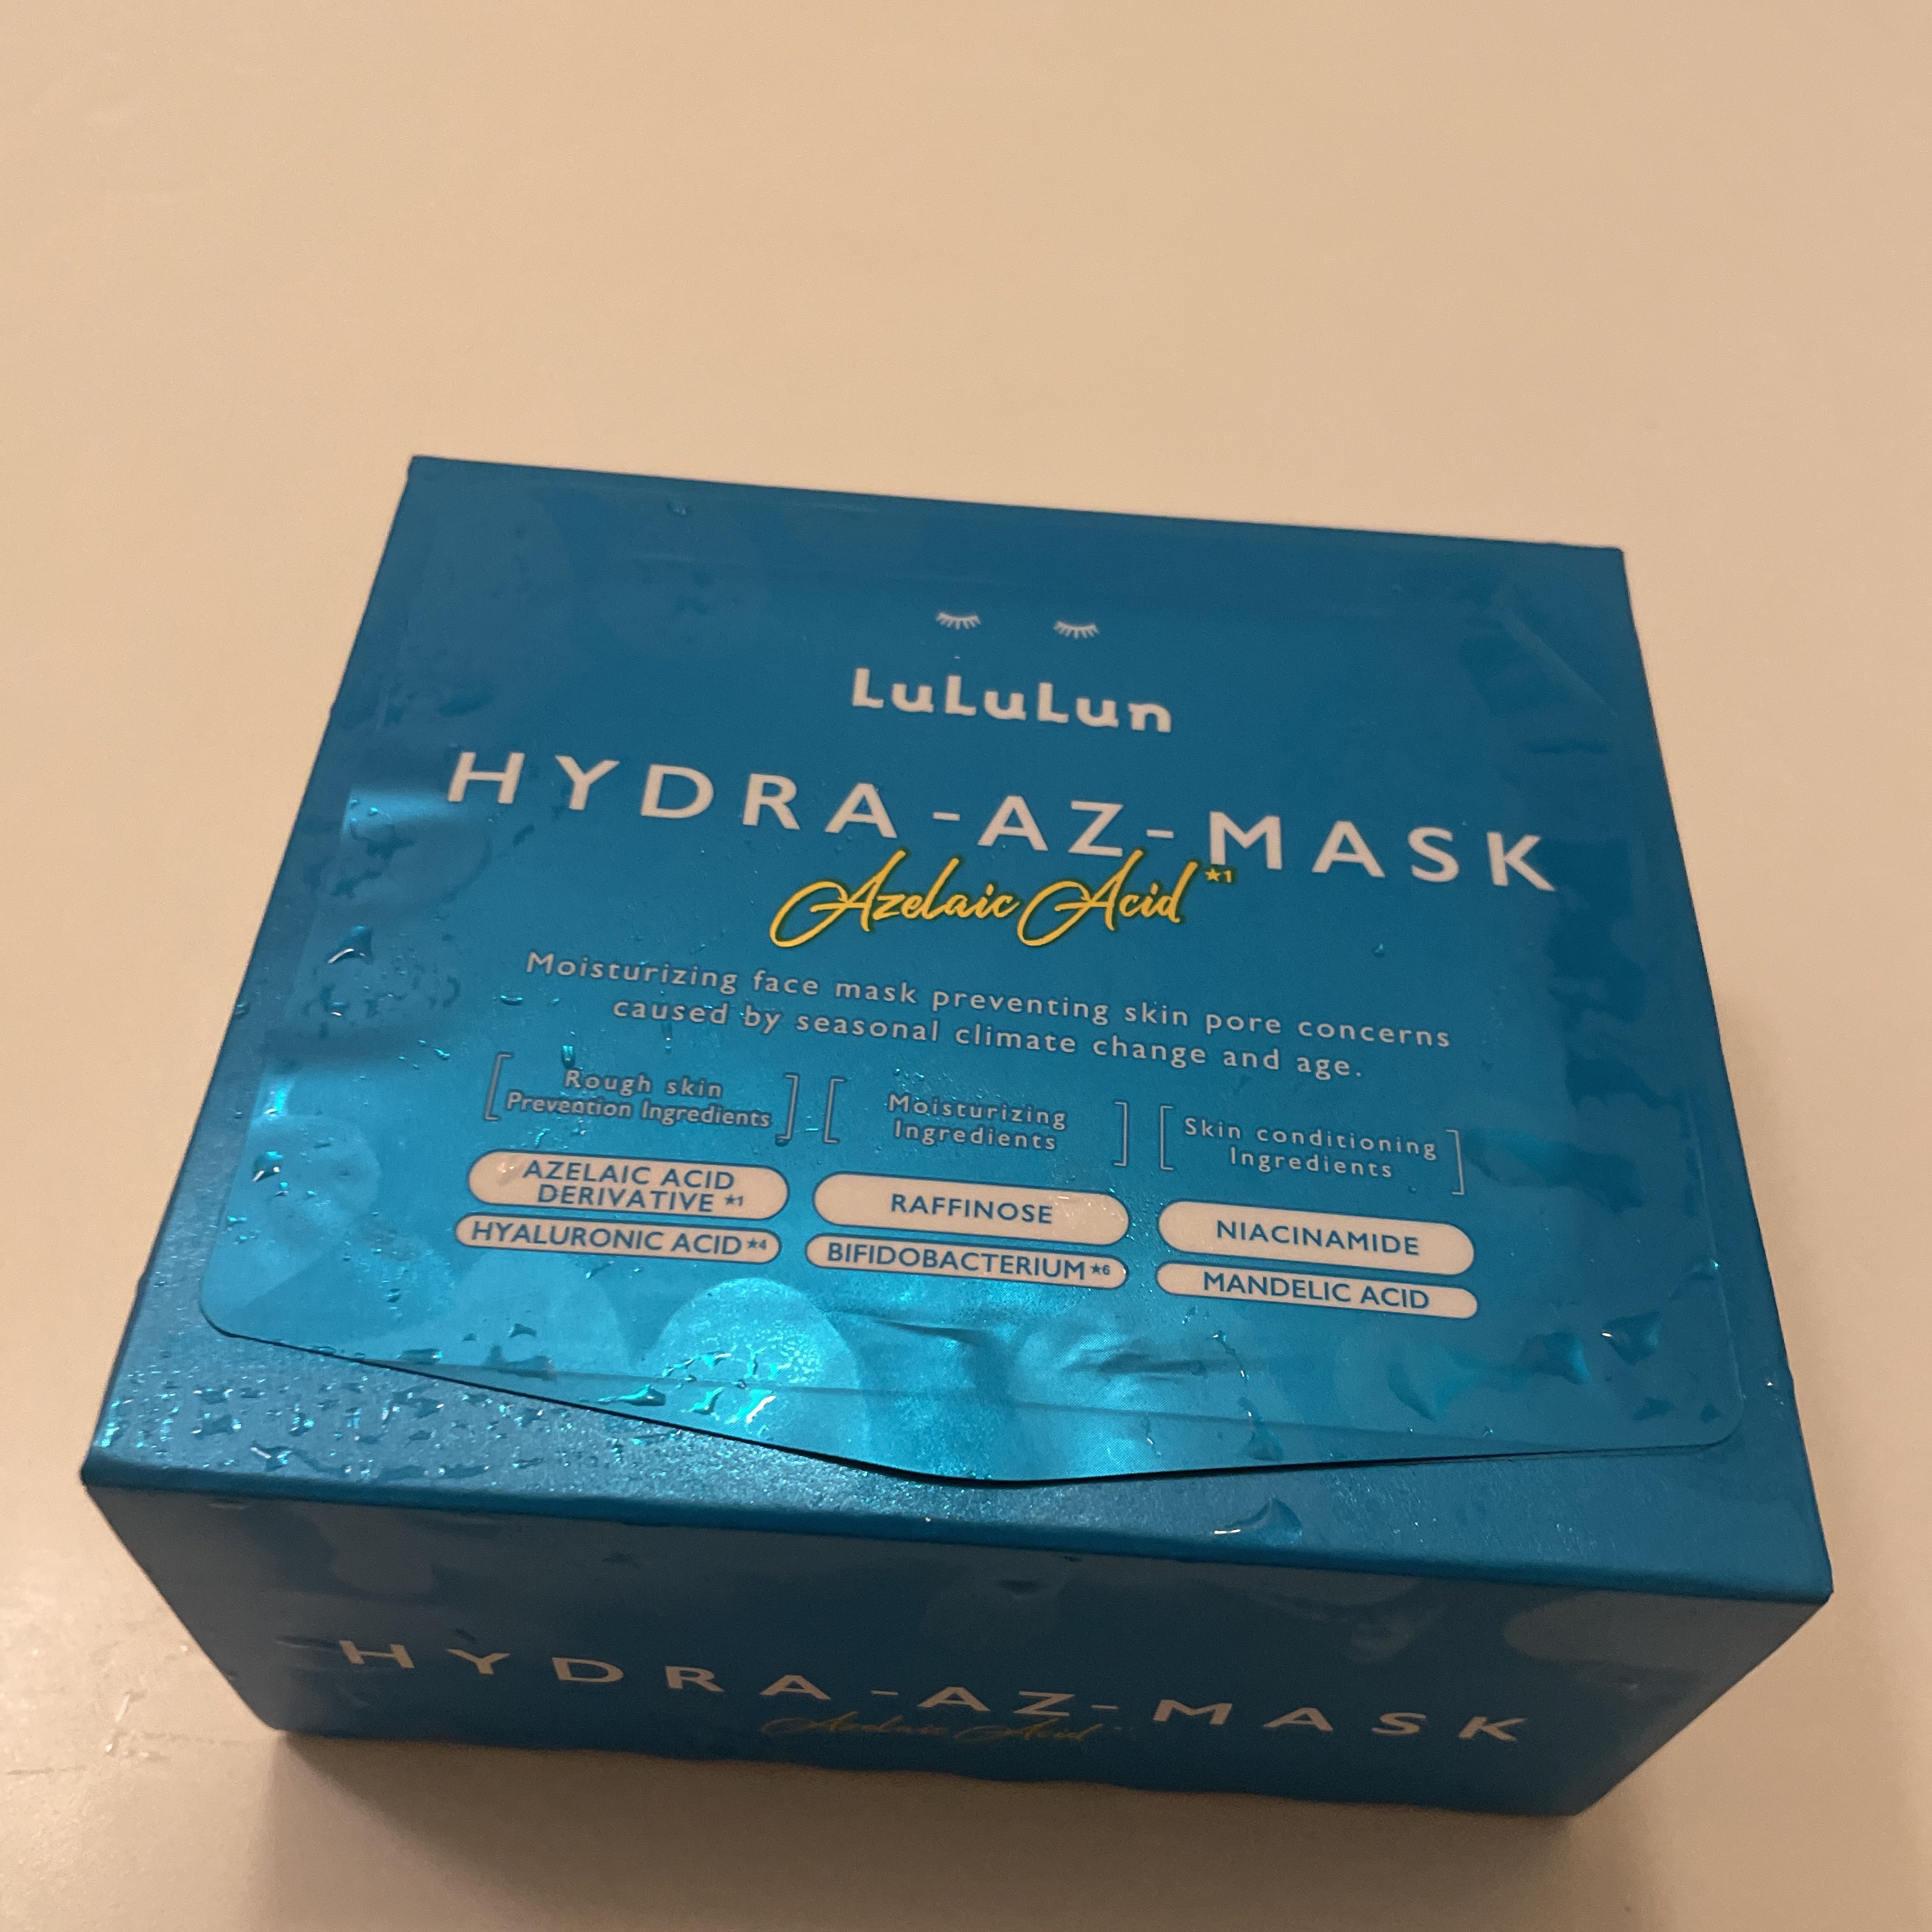 LuLuLun
HYDRA-AZ-MASK
Azelaic Acid ★1
Moisturizing face mask preventing skin pore concerns
caused by seasonal climate change and age.
Rough skin
Prevention Ingredients
Moisturizing
Ingredients
Skin conditioning
Ingredients
AZELAIC ACID
DERIVATIVE ★1
HYALURONIC ACID ★4
RAFFINOSE
BIFIDOBACTERIUM ★6
NIACINAMIDE
MANDELIC ACID
HYDRA-AZ-MASK
Azelaic Acid